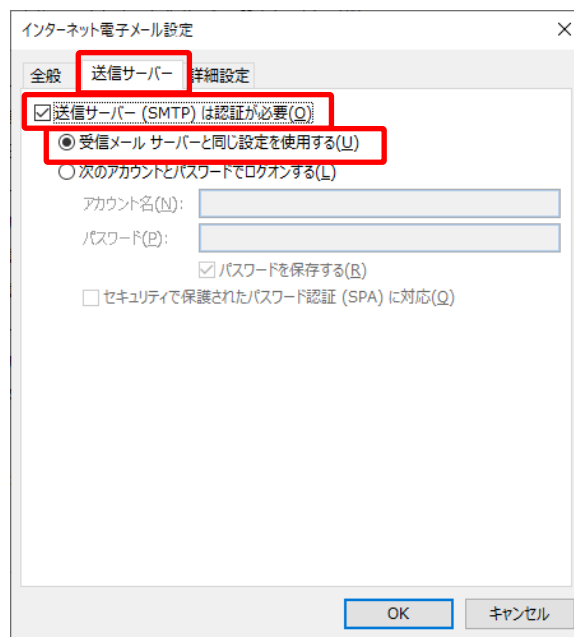 インターネット電子メール設定
全般 送信サーバー 詳細設定
送信サーバー (SMTP) は認証が必要(O)
受信メール サーバーと同じ設定を使用する(U)
次のアカウントとパスワードでログオンする(L)
アカウント名(N):
パスワード(P):
パスワードを保存する(R)
セキュリティで保護されたパスワード認証 (SPA) に対応(Q)
OK キャンセル